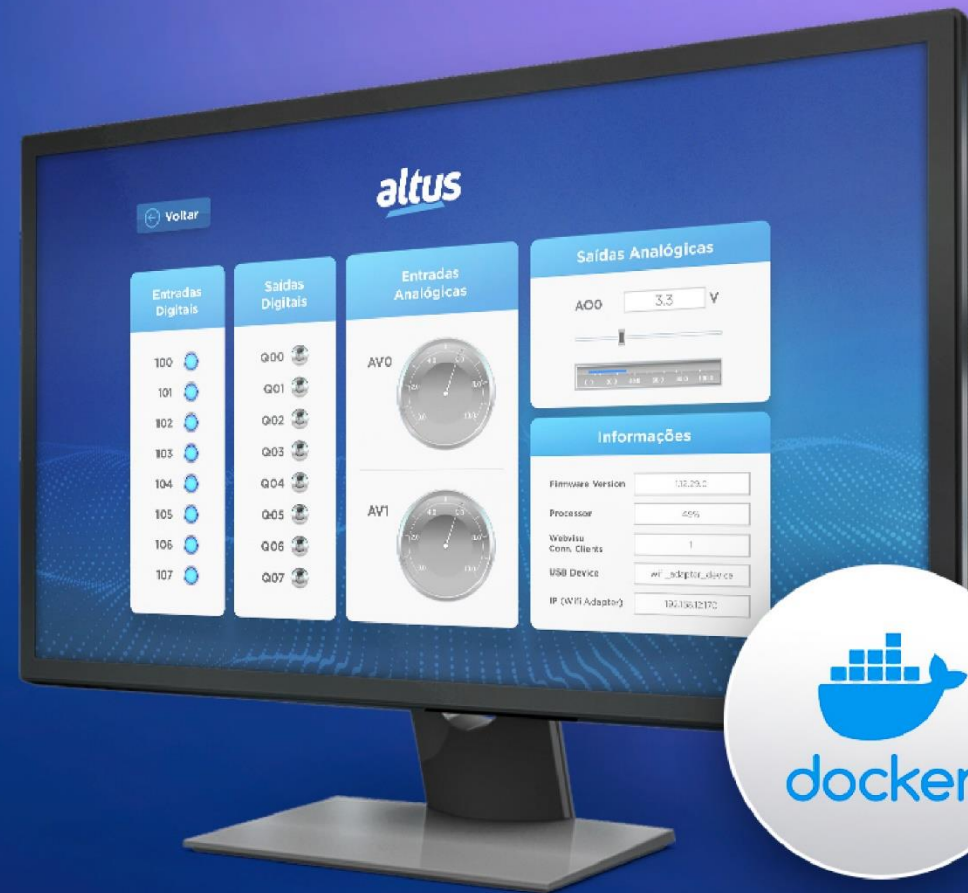 altus
Voltar
Entradas
Digitais
I00
I01
I02
I03
I04
I05
I06
I07
Saídas
Digitais
Q00
Q01
Q02
Q03
Q04
Q05
Q06
Q07
Entradas
Analógicas
AV0
AV1
Saídas Analógicas
AO0
3.3
V
Informações
Firmware Version
Processor
49%
Webvisu
Conn. Clients
1
USB Device
wifi_adapter_device
IP (Wifi Adapter)
docker